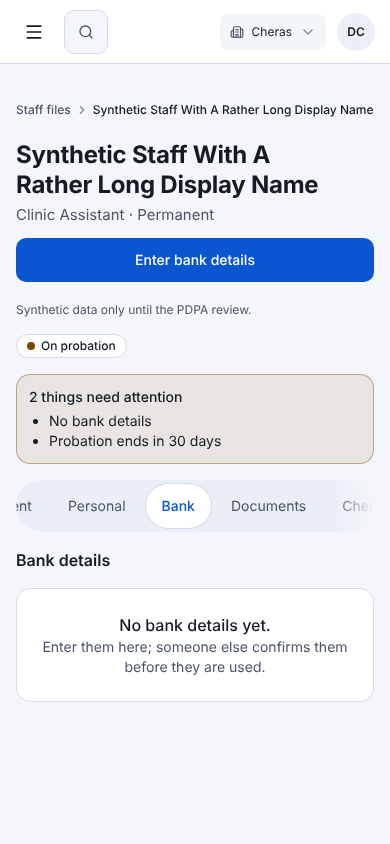 Cheras
DC
Staff files
Synthetic Staff With A Rather Long Display Name
Synthetic Staff With A
Rather Long Display Name
Clinic Assistant · Permanent
Enter bank details
Synthetic data only until the PDPA review.
On probation
2 things need attention
• No bank details
• Probation ends in 30 days
Personal Bank Documents
Bank details
No bank details yet.
Enter them here; someone else confirms them
before they are used.